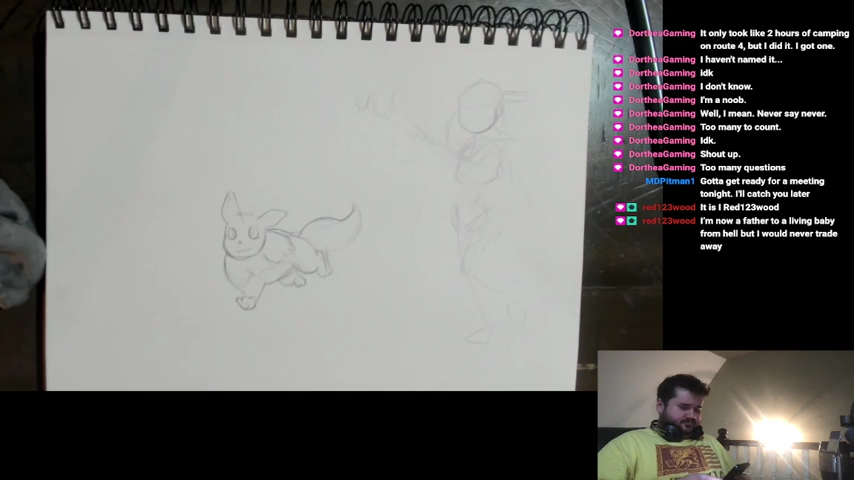 DortheaGaming It only took like 2 hours of camping
on route 4, but I did it. I got one.
DortheaGaming I haven't named it...
DortheaGaming idk
DortheaGaming I don't know.
DortheaGaming I'm a noob.
DortheaGaming Well, I mean. Never say never.
DortheaGaming Too many to count.
DortheaGaming Idk.
DortheaGaming Shout up.
DortheaGaming Too many questions
MDPitman1 Gotta get ready for a meeting
tonight. I'll catch you later
red123wood It is I Red123wood
red123wood I'm now a father to a living baby
from hell but I would never trade
away